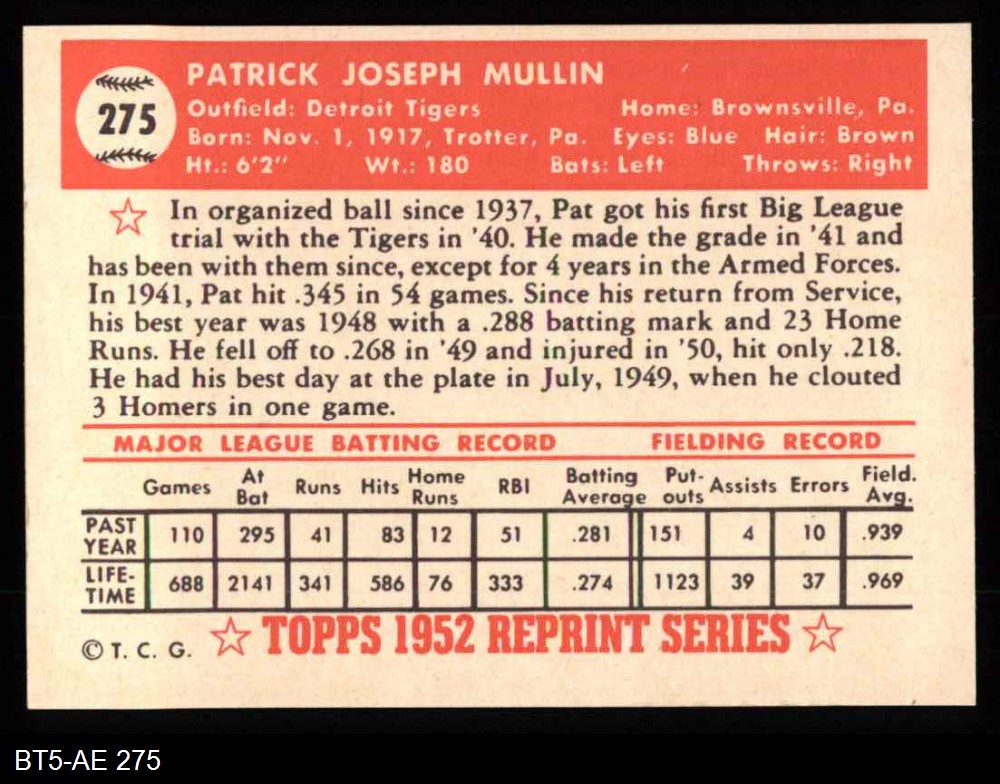 PATRICK JOSEPH MULLIN
275
Outfield: Detroit Tigers Home: Brownsville, Pa.
Born: Nov. 1, 1917, Trotter, Pa. Eyes: Blue Hair: Brown
Ht.: 6'2" Wt.: 180 Bats: Left Throws: Right
In organized ball since 1937, Pat got his first Big League
trial with the Tigers in '40. He made the grade in '41 and
has been with them since, except for 4 years in the Armed Forces.
In 1941, Pat hit .345 in 54 games. Since his return from Service,
his best year was 1948 with a .288 batting mark and 23 Home
Runs. He fell off to .268 in '49 and injured in '50, hit only .218.
He had his best day at the plate in July, 1949, when he clouted
3 Homers in one game.
MAJOR LEAGUE BATTING RECORD FIELDING RECORD
Games At Bat Runs Hits Home Runs RBI Batting Average Put-outs Assists Errors Field. Avg.
PAST YEAR 110 295 41 83 12 51 .281 151 4 10 .939
LIFE-TIME 688 2141 341 586 76 333 .274 1123 39 37 .969
© T. C. G. TOPPS 1952 REPRINT SERIES
BT5-AE 275